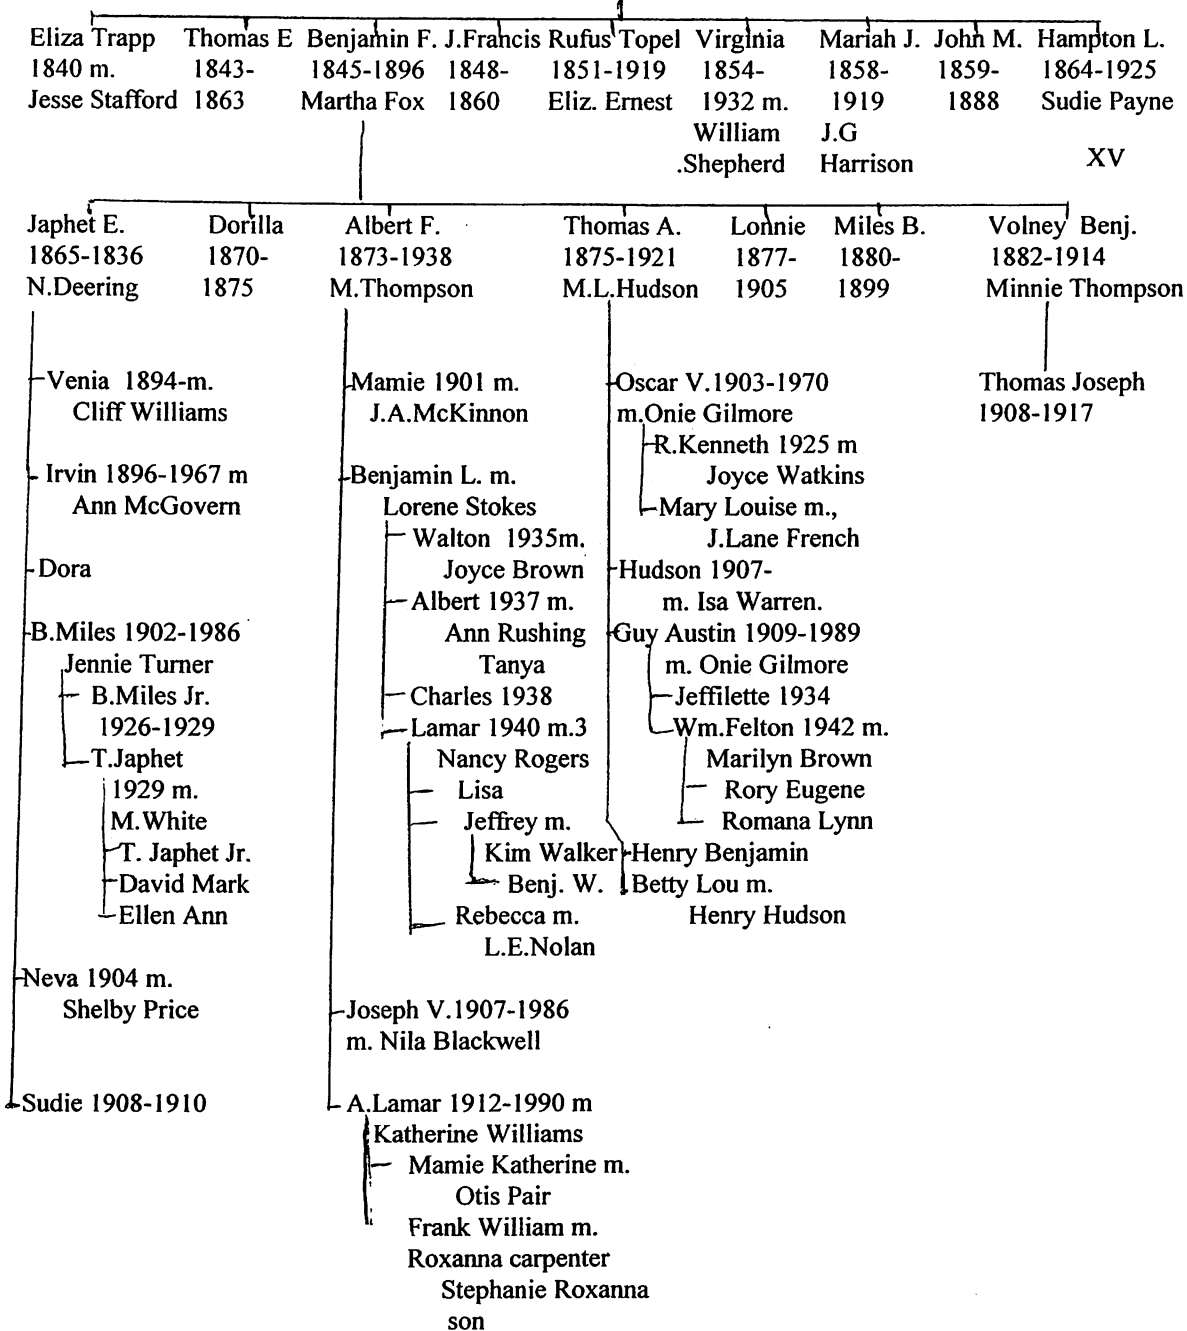 Eliza Trapp
1840 m.
Jesse Stafford
Thomas E
1843-
1863
Benjamin F.
1845-1896
Martha Fox
J.Francis
1848-
1860
Rufus Topel
1851-1919
Eliz. Ernest
Virginia
1854-
1932 m.
William
.Shepherd
Mariah J.
1858-
1919
J.G
Harrison
John M.
1859-
1888
Hampton L.
1864-1925
Sudie Payne
XV
Japhet E.
1865-1836
N.Deering
Dorilla
1870-
1875
Albert F.
1873-1938
M.Thompson
Thomas A.
1875-1921
M.L.Hudson
Lonnie
1877-
1905
Miles B.
1880-
1899
Volney Benj.
1882-1914
Minnie Thompson
Venia 1894-m.
Cliff Williams
Irvin 1896-1967 m
Ann McGovern
Dora
B.Miles 1902-1986
Jennie Turner
B.Miles Jr.
1926-1929
T.Japhet
1929 m.
M.White
T. Japhet Jr.
David Mark
Ellen Ann
Neva 1904 m.
Shelby Price
Sudie 1908-1910
Mamie 1901 m.
J.A.McKinnon
Benjamin L. m.
Lorene Stokes
Walton 1935m.
Joyce Brown
Albert 1937 m.
Ann Rushing
Tanya
Charles 1938
Lamar 1940 m.3
Nancy Rogers
Lisa
Jeffrey m.
Kim Walker
Benj. W.
Rebecca m.
L.E.Nolan
Joseph V.1907-1986
m. Nila Blackwell
A.Lamar 1912-1990 m
Katherine Williams
Mamie Katherine m.
Otis Pair
Frank William m.
Roxanna carpenter
Stephanie Roxanna
son
Oscar V.1903-1970
m.Onie Gilmore
R.Kenneth 1925 m
Joyce Watkins
Mary Louise m.,
J.Lane French
Hudson 1907-
m. Isa Warren.
Guy Austin 1909-1989
m. Onie Gilmore
Jeffilette 1934
Wm.Felton 1942 m.
Marilyn Brown
Rory Eugene
Romana Lynn
Henry Benjamin
Betty Lou m.
Henry Hudson
Thomas Joseph
1908-1917